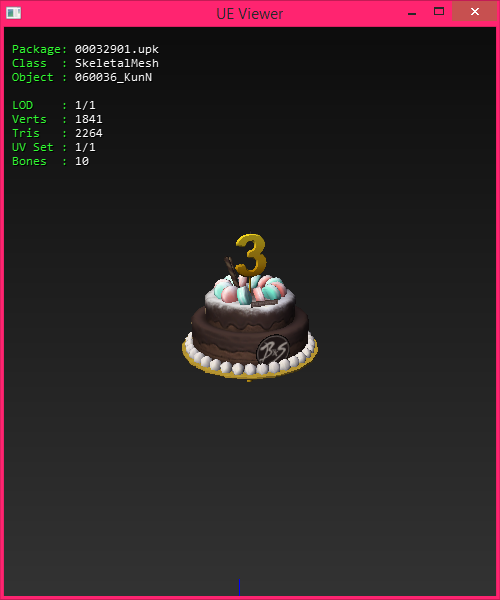 UE Viewer
Package: 00032901.upk
Class  : SkeletalMesh
Object : 060036_KunN
LOD    : 1/1
Verts  : 1841
Tris   : 2264
UV Set : 1/1
Bones  : 10
3
B&S